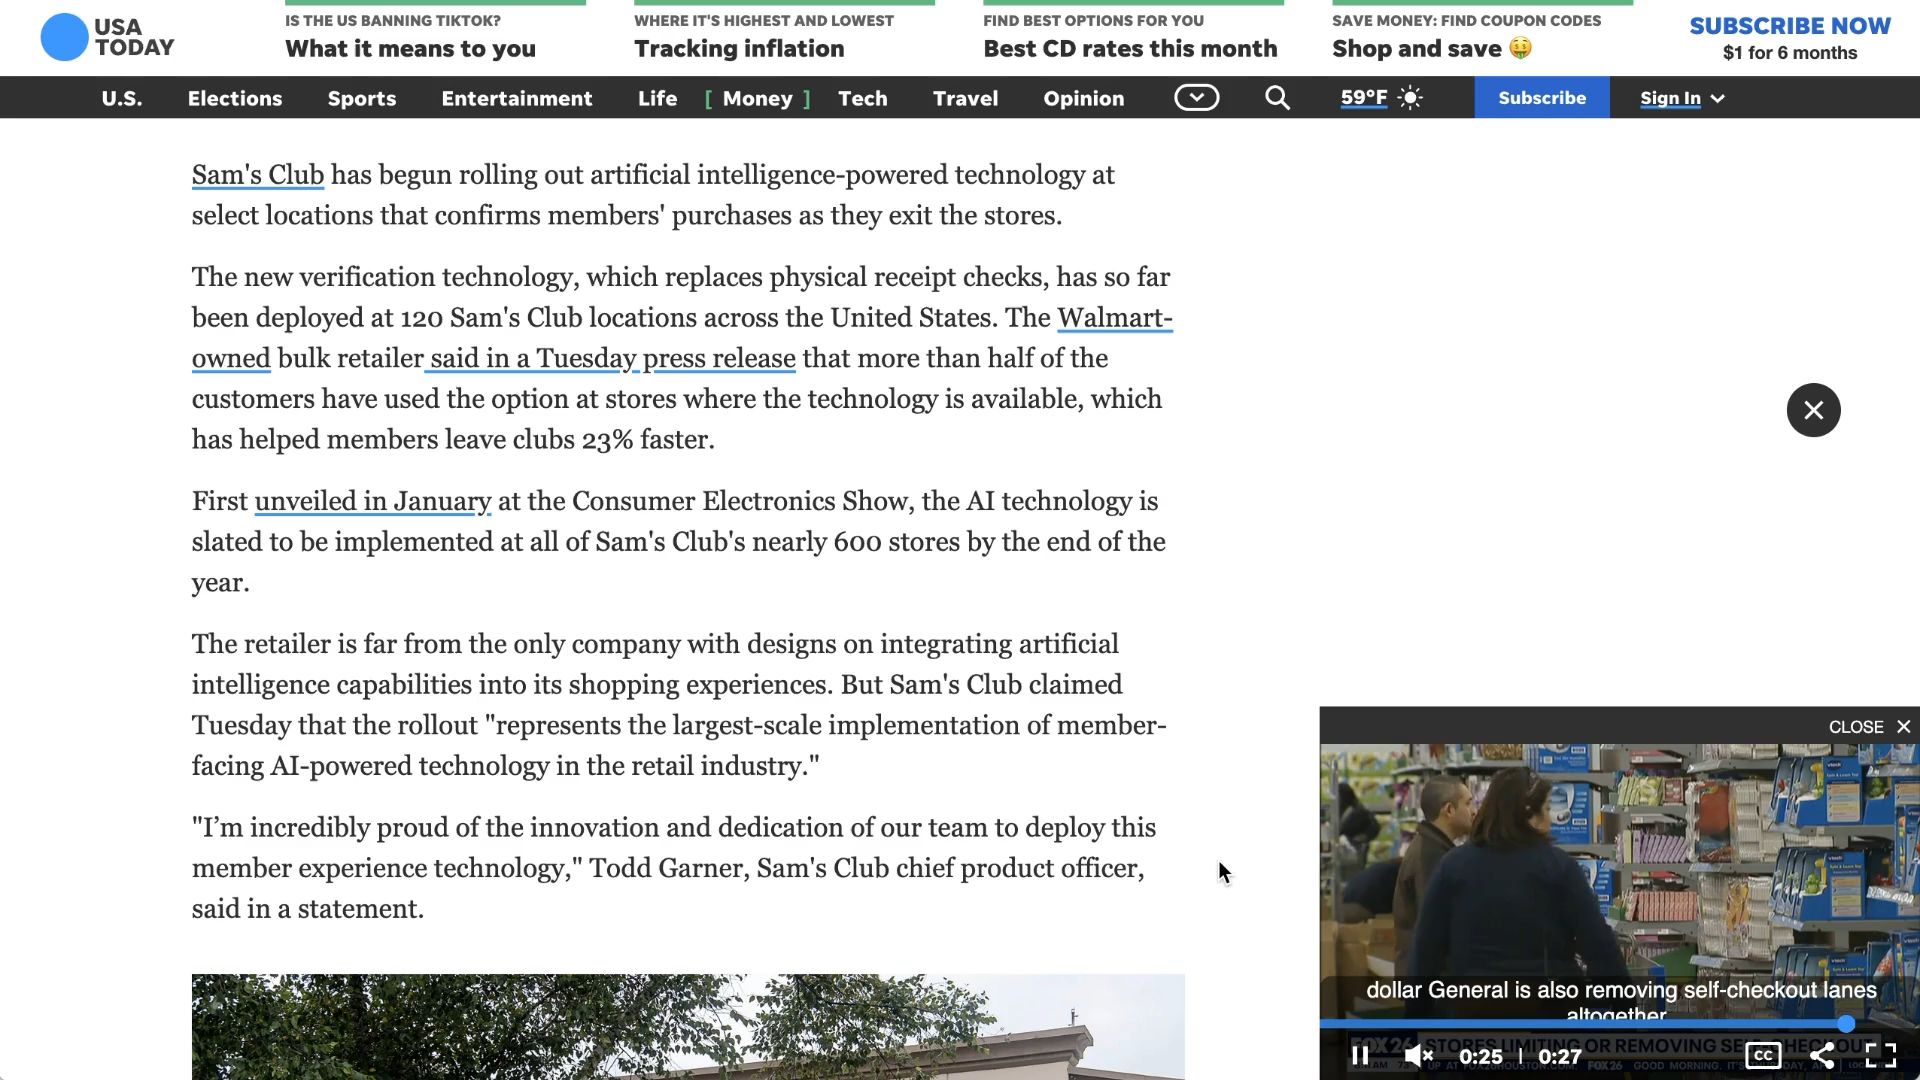 USA
TODAY
IS THE US BANNING TIKTOK?
What it means to you
WHERE IT'S HIGHEST AND LOWEST
Tracking inflation
FIND BEST OPTIONS FOR YOU
Best CD rates this month
SAVE MONEY: FIND COUPON CODES
Shop and save 🤑
SUBSCRIBE NOW
$1 for 6 months
U.S. Elections Sports Entertainment Life [ Money ] Tech Travel Opinion 59°F Subscribe Sign In
Sam's Club has begun rolling out artificial intelligence-powered technology at
select locations that confirms members' purchases as they exit the stores.
The new verification technology, which replaces physical receipt checks, has so far
been deployed at 120 Sam's Club locations across the United States. The Walmart-
owned bulk retailer said in a Tuesday press release that more than half of the
customers have used the option at stores where the technology is available, which
has helped members leave clubs 23% faster.
First unveiled in January at the Consumer Electronics Show, the AI technology is
slated to be implemented at all of Sam's Club's nearly 600 stores by the end of the
year.
The retailer is far from the only company with designs on integrating artificial
intelligence capabilities into its shopping experiences. But Sam's Club claimed
Tuesday that the rollout "represents the largest-scale implementation of member-
facing AI-powered technology in the retail industry."
"I’m incredibly proud of the innovation and dedication of our team to deploy this
member experience technology," Todd Garner, Sam's Club chief product officer,
said in a statement.
CLOSE
dollar General is also removing self-checkout lanes
altogether
FOX 26 STORES LIMITING OR REMOVING SELF-CHECKOUT
0:25 | 0:27
CC
FOX26 GOOD MORNING.